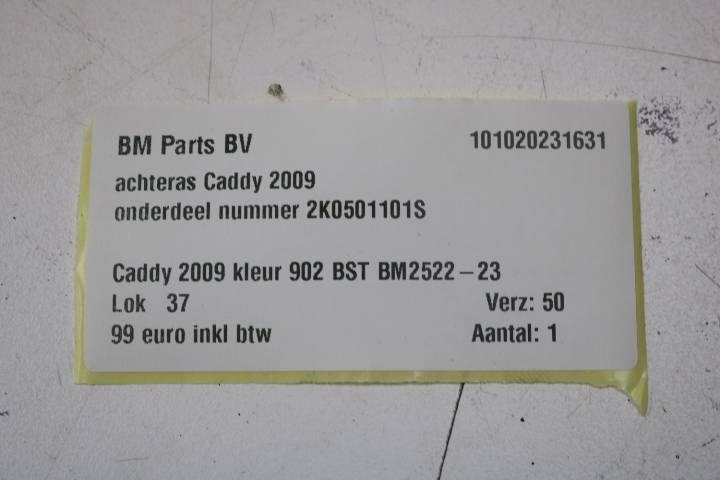 BM Parts BV 101020231631
achteras Caddy 2009
onderdeel nummer 2K0501101S
Caddy 2009 kleur 902 BST BM2522-23
Lok 37 Verz: 50
99 euro inkl btw Aantal: 1